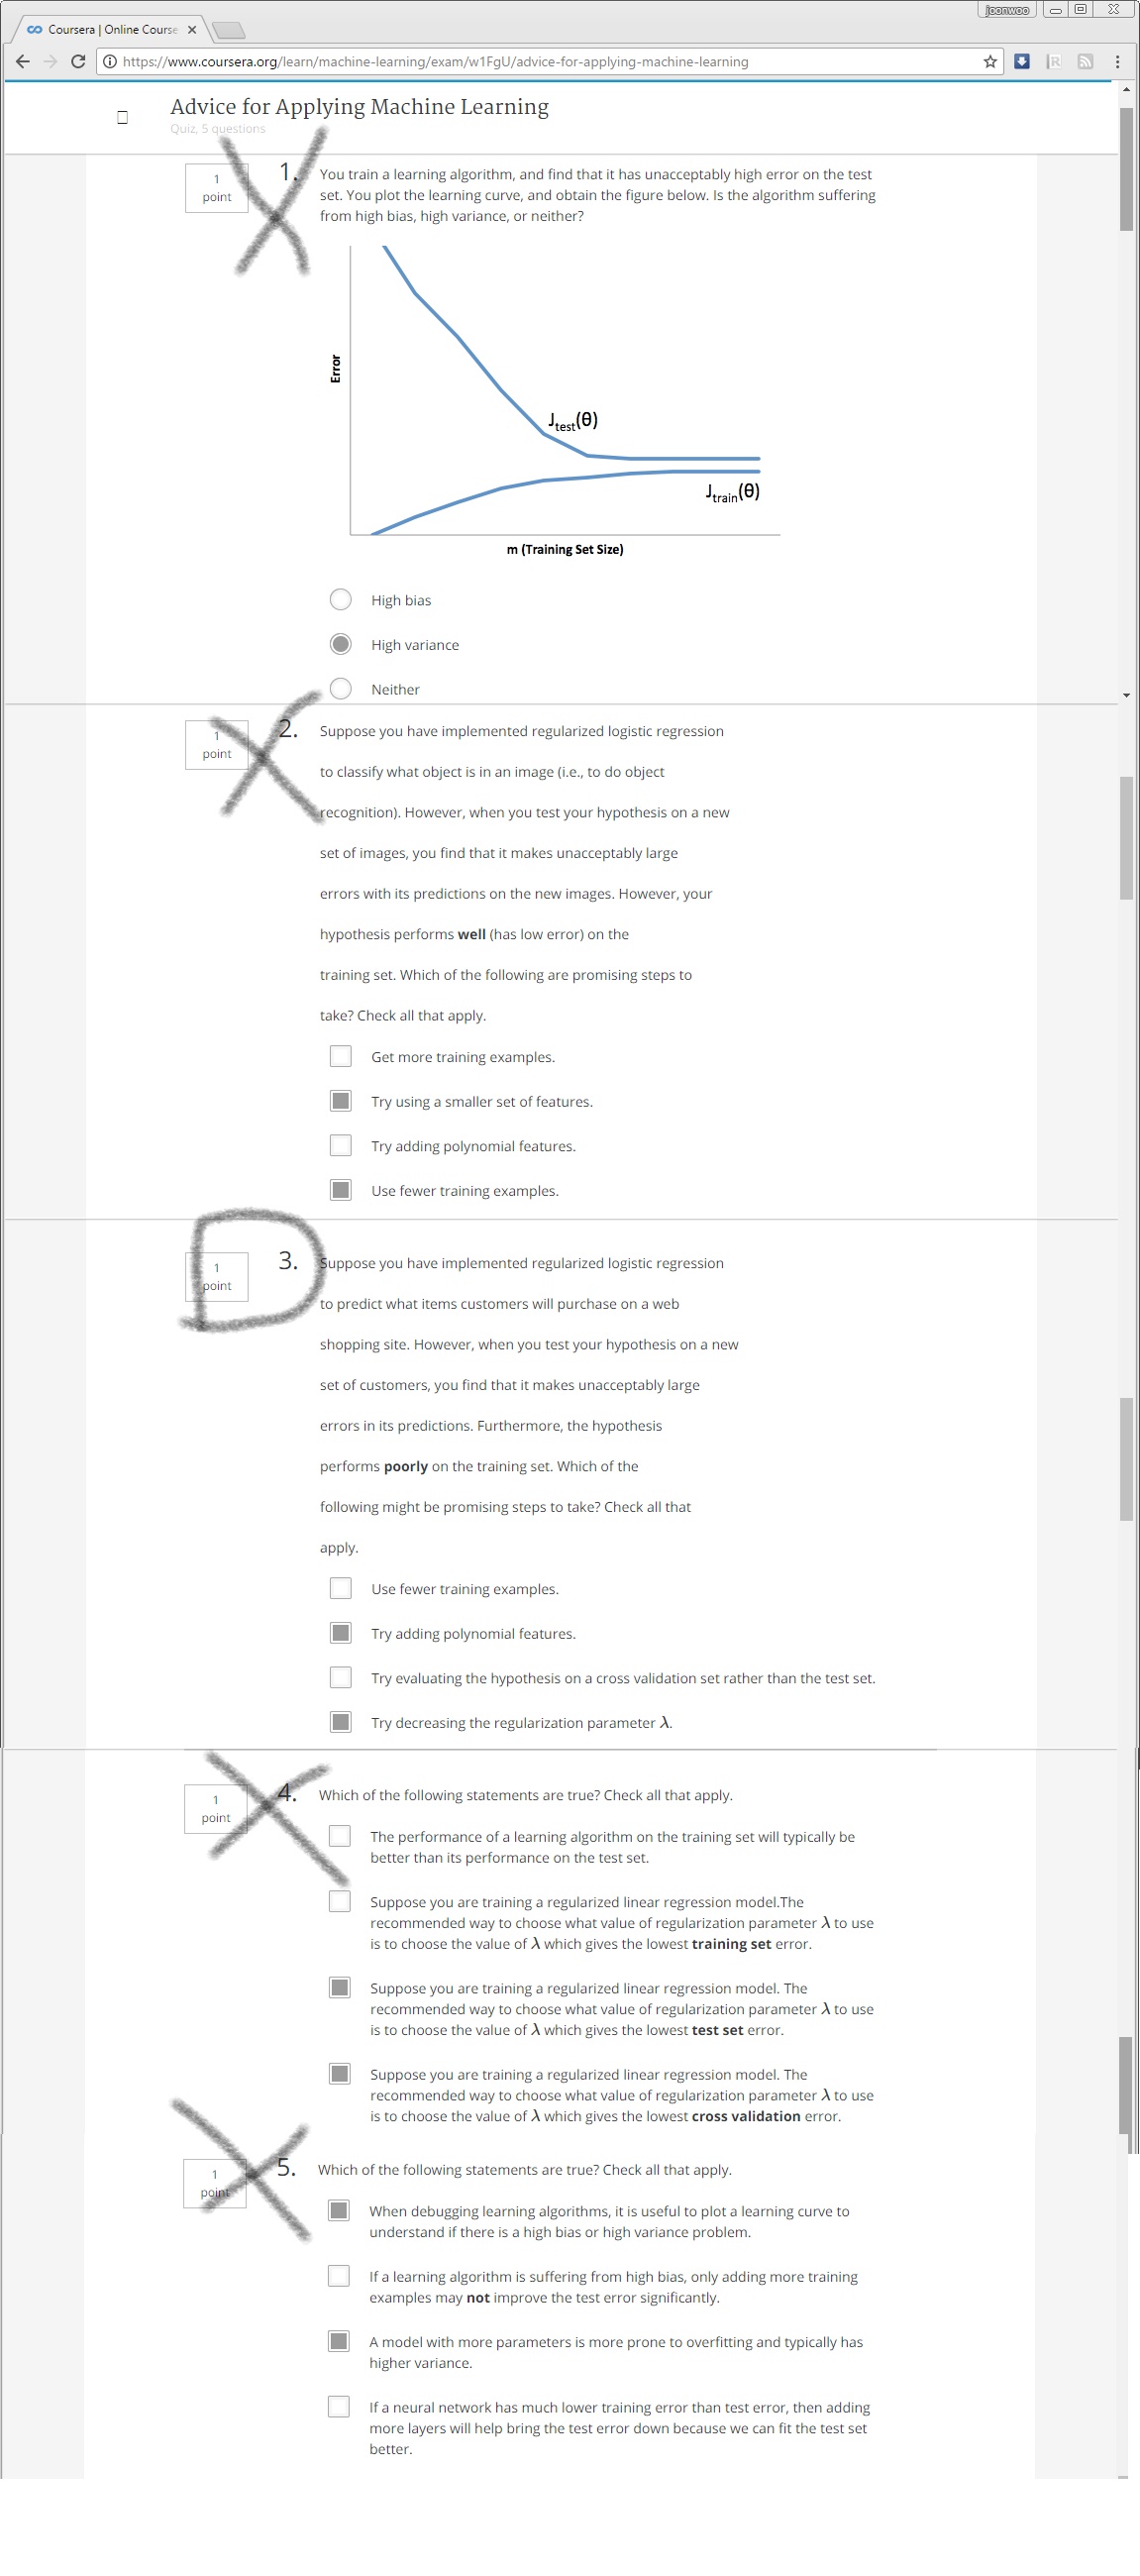 joonwoo
Coursera | Online Course
https://www.coursera.org/learn/machine-learning/exam/w1FgU/advice-for-applying-machine-learning
Advice for Applying Machine Learning
Quiz, 5 questions
1
point
1.
You train a learning algorithm, and find that it has unacceptably high error on the test
set. You plot the learning curve, and obtain the figure below. Is the algorithm suffering
from high bias, high variance, or neither?
Error
Jtest(θ)
Jtrain(θ)
m (Training Set Size)
High bias
High variance
Neither
1
point
2.
Suppose you have implemented regularized logistic regression
to classify what object is in an image (i.e., to do object
recognition). However, when you test your hypothesis on a new
set of images, you find that it makes unacceptably large
errors with its predictions on the new images. However, your
hypothesis performs well (has low error) on the
training set. Which of the following are promising steps to
take? Check all that apply.
Get more training examples.
Try using a smaller set of features.
Try adding polynomial features.
Use fewer training examples.
1
point
3.
Suppose you have implemented regularized logistic regression
to predict what items customers will purchase on a web
shopping site. However, when you test your hypothesis on a new
set of customers, you find that it makes unacceptably large
errors in its predictions. Furthermore, the hypothesis
performs poorly on the training set. Which of the
following might be promising steps to take? Check all that
apply.
Use fewer training examples.
Try adding polynomial features.
Try evaluating the hypothesis on a cross validation set rather than the test set.
Try decreasing the regularization parameter λ.
1
point
4.
Which of the following statements are true? Check all that apply.
The performance of a learning algorithm on the training set will typically be
better than its performance on the test set.
Suppose you are training a regularized linear regression model.The
recommended way to choose what value of regularization parameter λ to use
is to choose the value of λ which gives the lowest training set error.
Suppose you are training a regularized linear regression model. The
recommended way to choose what value of regularization parameter λ to use
is to choose the value of λ which gives the lowest test set error.
Suppose you are training a regularized linear regression model. The
recommended way to choose what value of regularization parameter λ to use
is to choose the value of λ which gives the lowest cross validation error.
1
point
5.
Which of the following statements are true? Check all that apply.
When debugging learning algorithms, it is useful to plot a learning curve to
understand if there is a high bias or high variance problem.
If a learning algorithm is suffering from high bias, only adding more training
examples may not improve the test error significantly.
A model with more parameters is more prone to overfitting and typically has
higher variance.
If a neural network has much lower training error than test error, then adding
more layers will help bring the test error down because we can fit the test set
better.